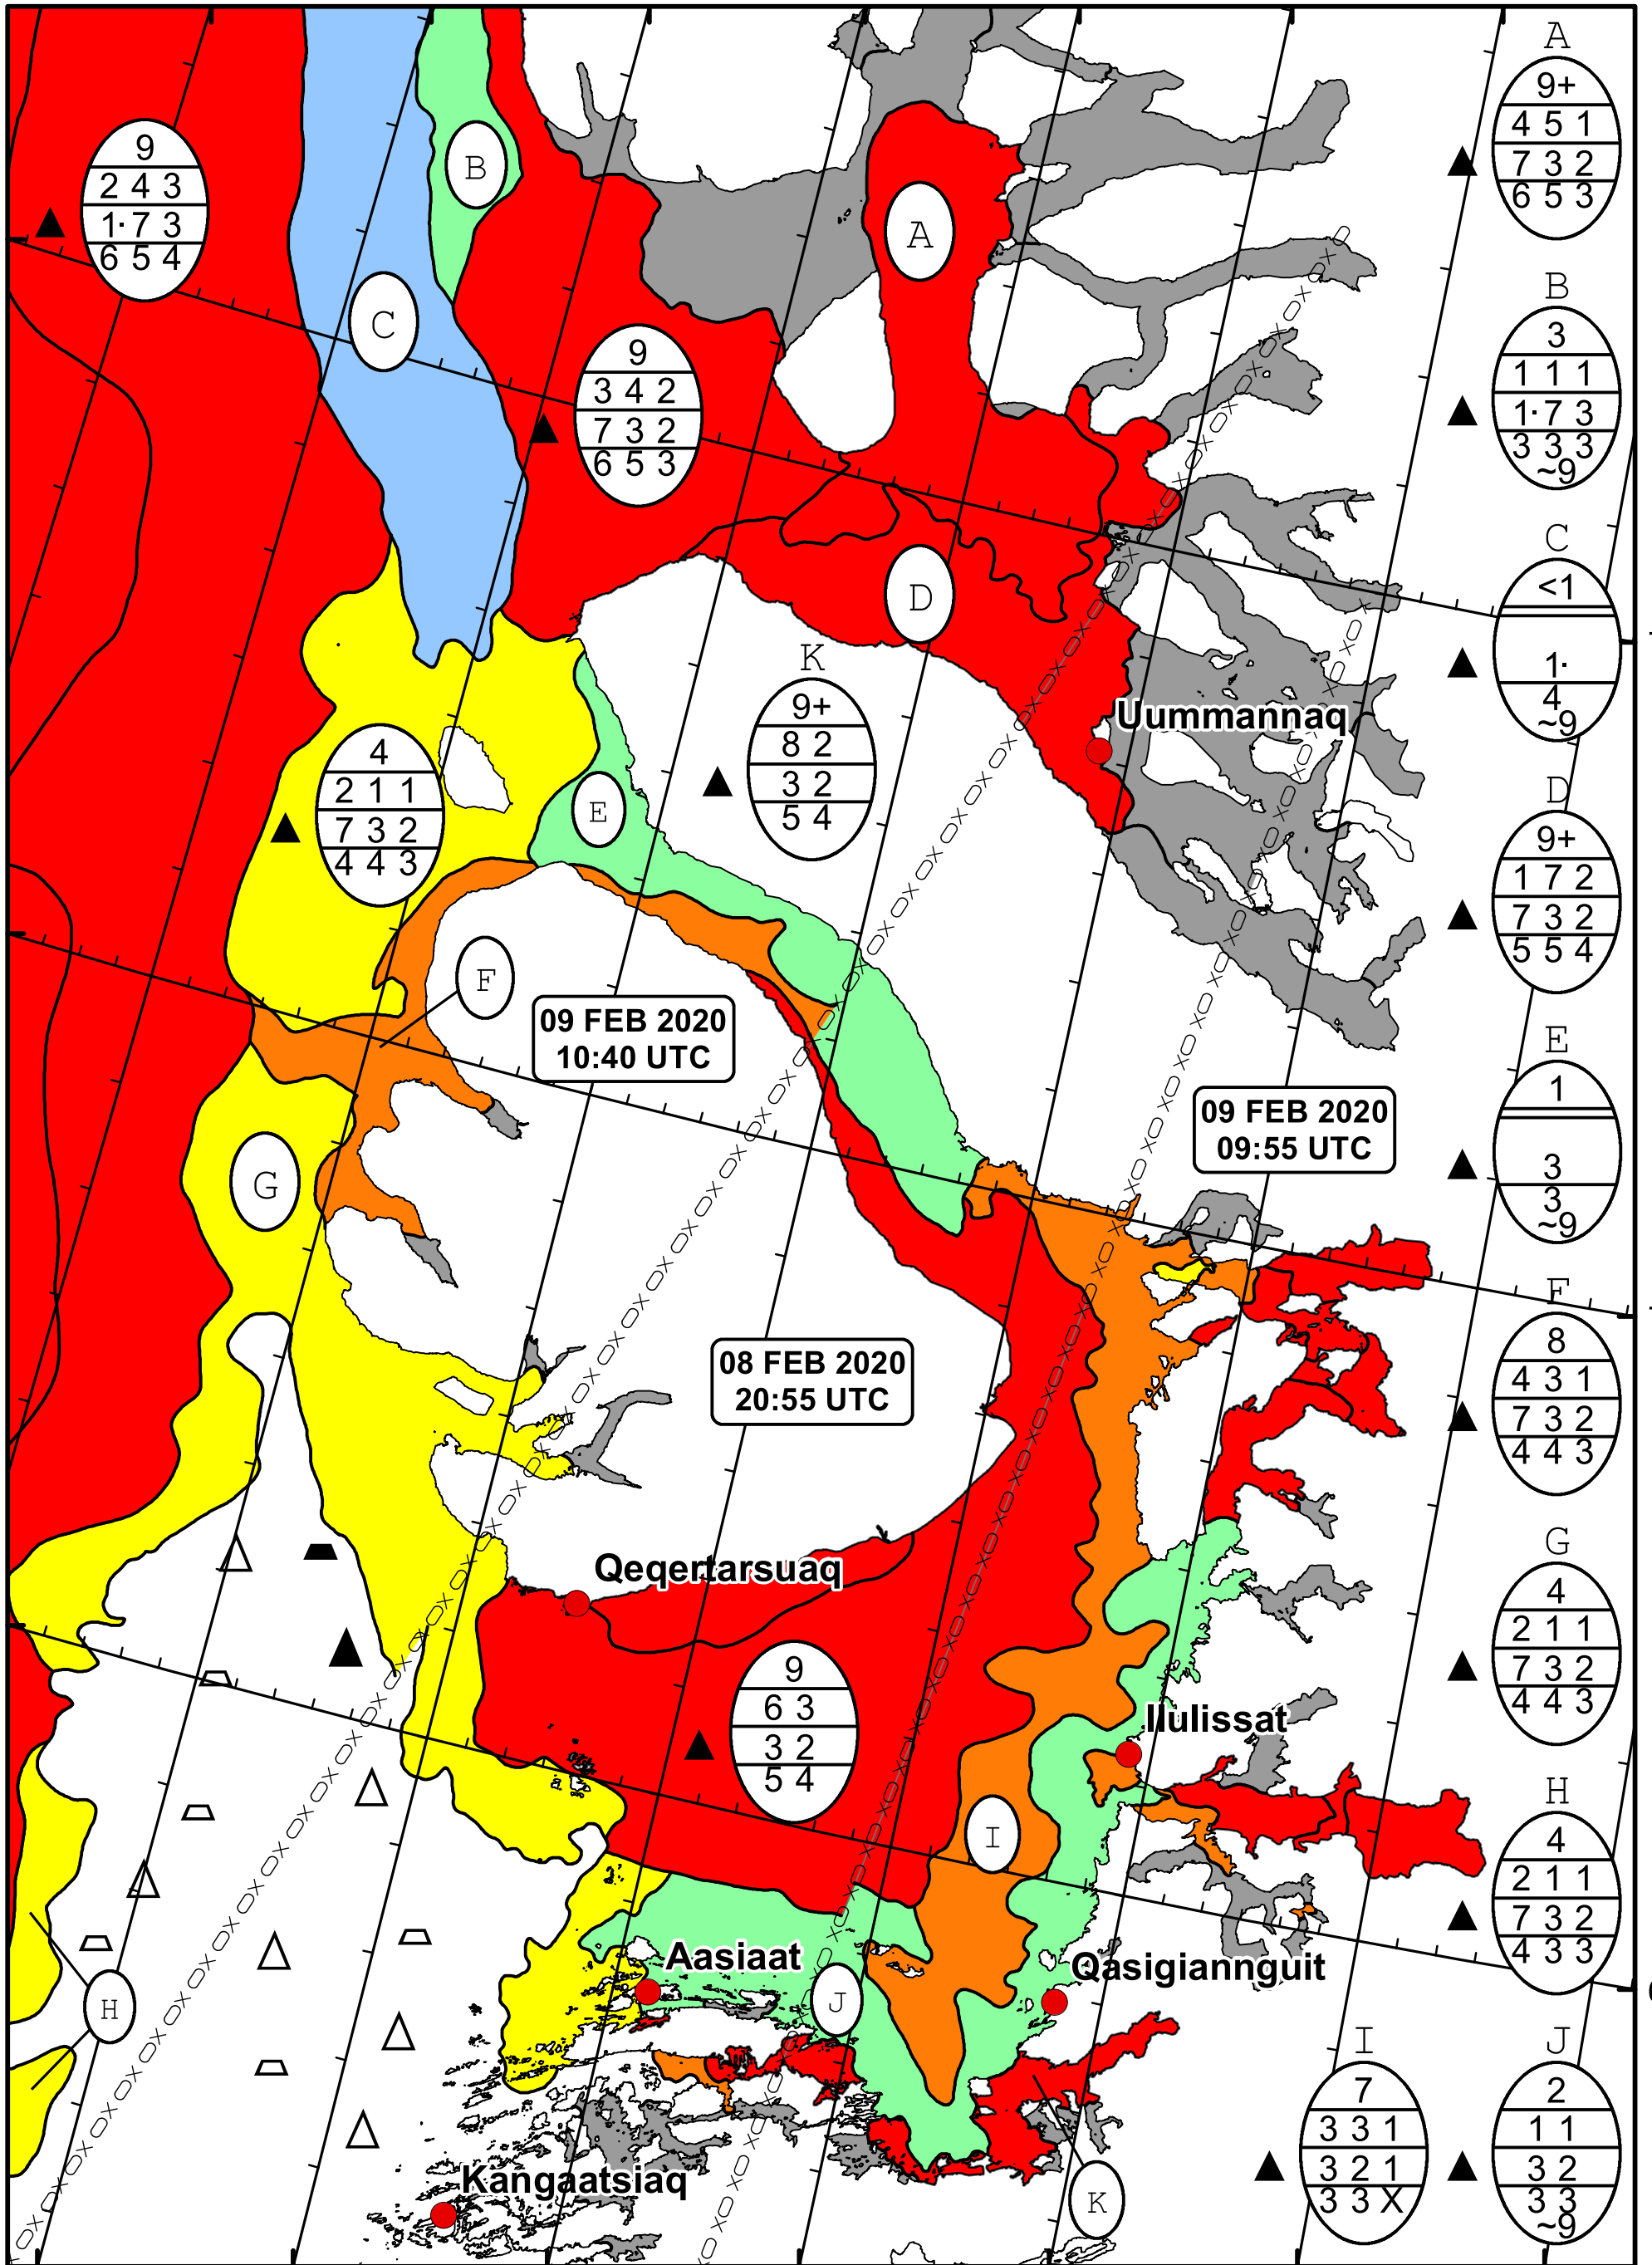 A
9+
4 5 1
7 3 2
6 5 3
9
2 4 3
1· 7 3
6 5 4
B
A
B
3
1 1 1
1· 7 3
3 3 3
~9
C
9
3 4 2
7 3 2
6 5 3
C
<1
1·
4
~9
D
K
9+
8 2
3 2
5 4
Uummannaq
4
2 1 1
7 3 2
4 4 3
E
D
9+
1 7 2
7 3 2
5 5 4
F
09 FEB 2020
10:40 UTC
09 FEB 2020
09:55 UTC
E
1
3
3
~9
G
08 FEB 2020
20:55 UTC
F
8
4 3 1
7 3 2
4 4 3
Qeqertarsuaq
G
4
2 1 1
7 3 2
4 4 3
9
6 3
3 2
5 4
Ilulissat
I
H
4
2 1 1
7 3 2
4 3 3
Aasiaat
Qasigiannguit
H
J
I
7
3 3 1
3 2 1
3 3 X
J
2
1 1
3 2
3 3
~9
Kangaatsiaq
K